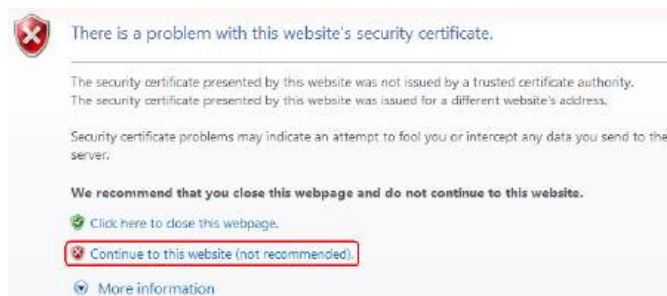 There is a problem with this website's security certificate.
The security certificate presented by this website was not issued by a trusted certificate authority.
The security certificate presented by this website was issued for a different website's address.
Security certificate problems may indicate an attempt to fool you or intercept any data you send to the
server.
We recommend that you close this webpage and do not continue to this website.
Click here to close this webpage.
Continue to this website (not recommended).
More information